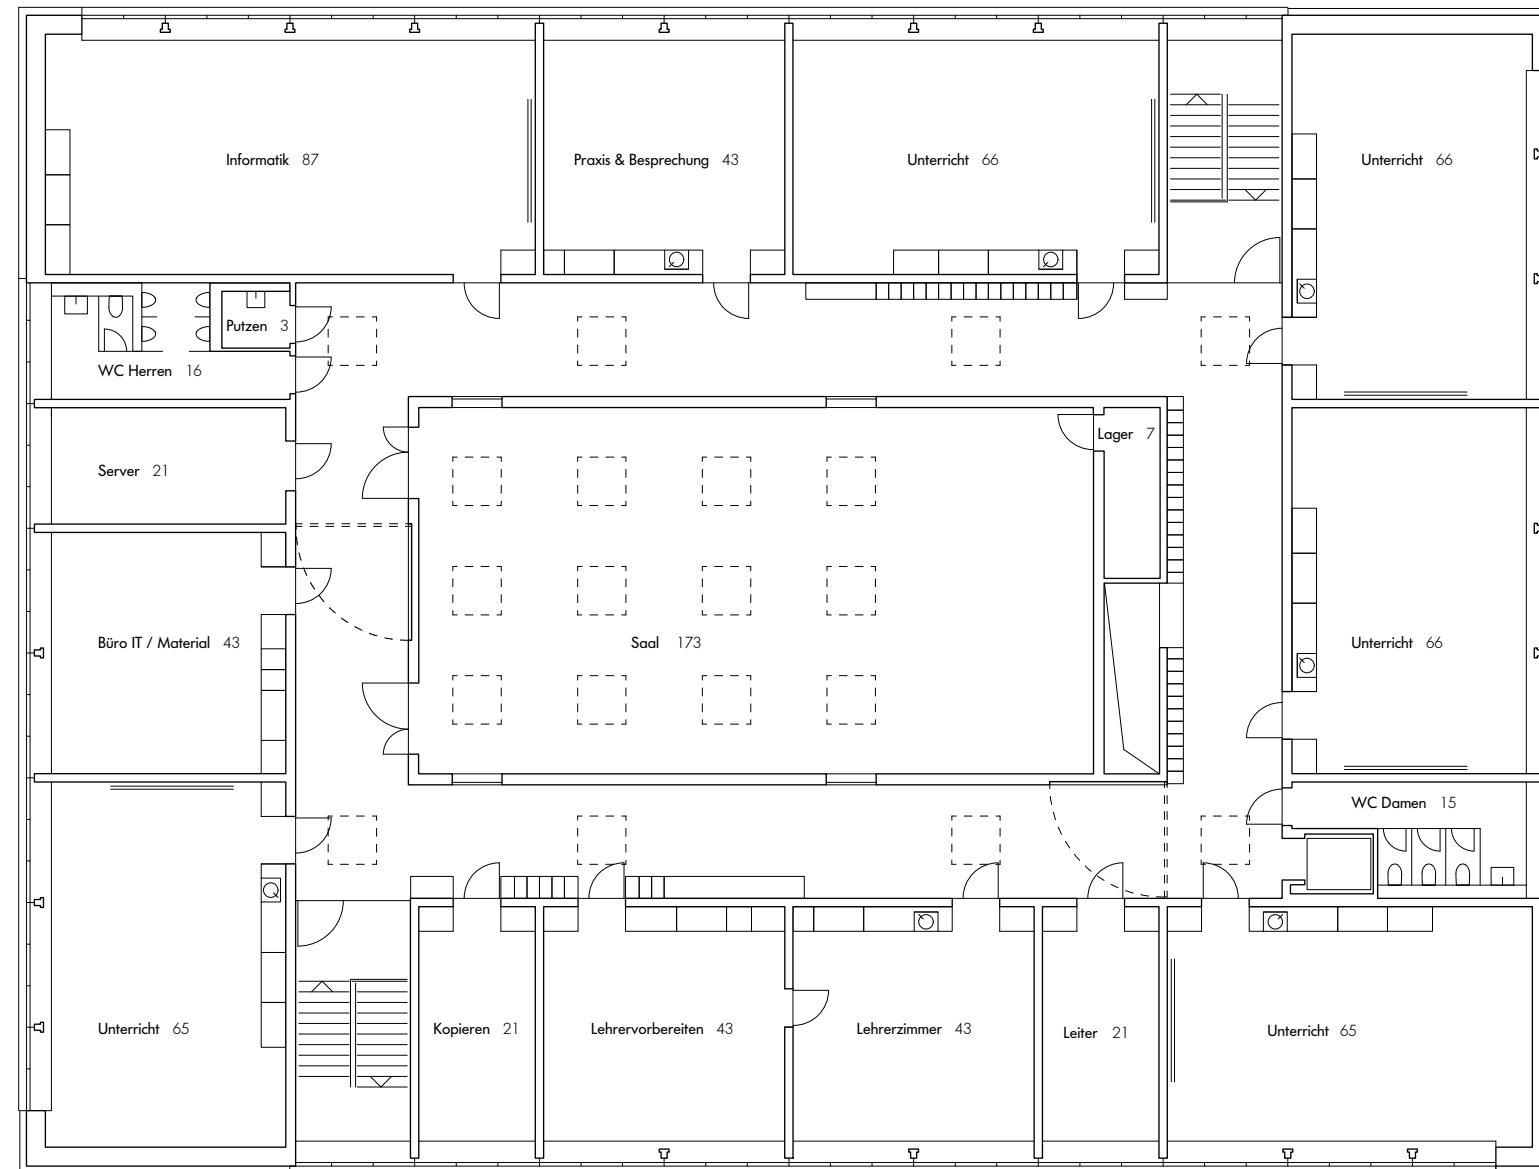 Informatik 87
Praxis & Besprechung 43
Unterricht 66
Unterricht 66
Putzen 3
WC Herren 16
Lager 7
Server 21
Büro IT / Material 43
Saal 173
Unterricht 66
WC Damen 15
Unterricht 65
Kopieren 21
Lehrervorbereiten 43
Lehrerzimmer 43
Leiter 21
Unterricht 65